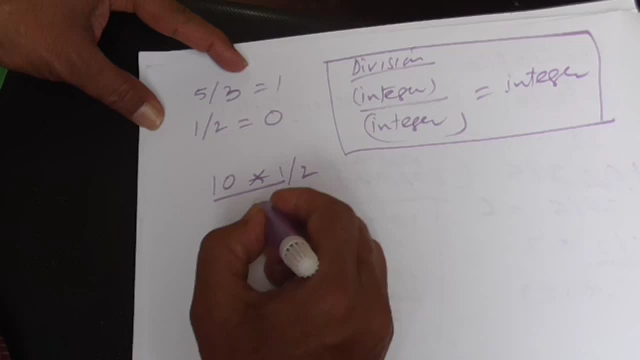 5/3 = 1
1/2 = 0
Division
(integer)
(integer) = integer
10 * 1/2